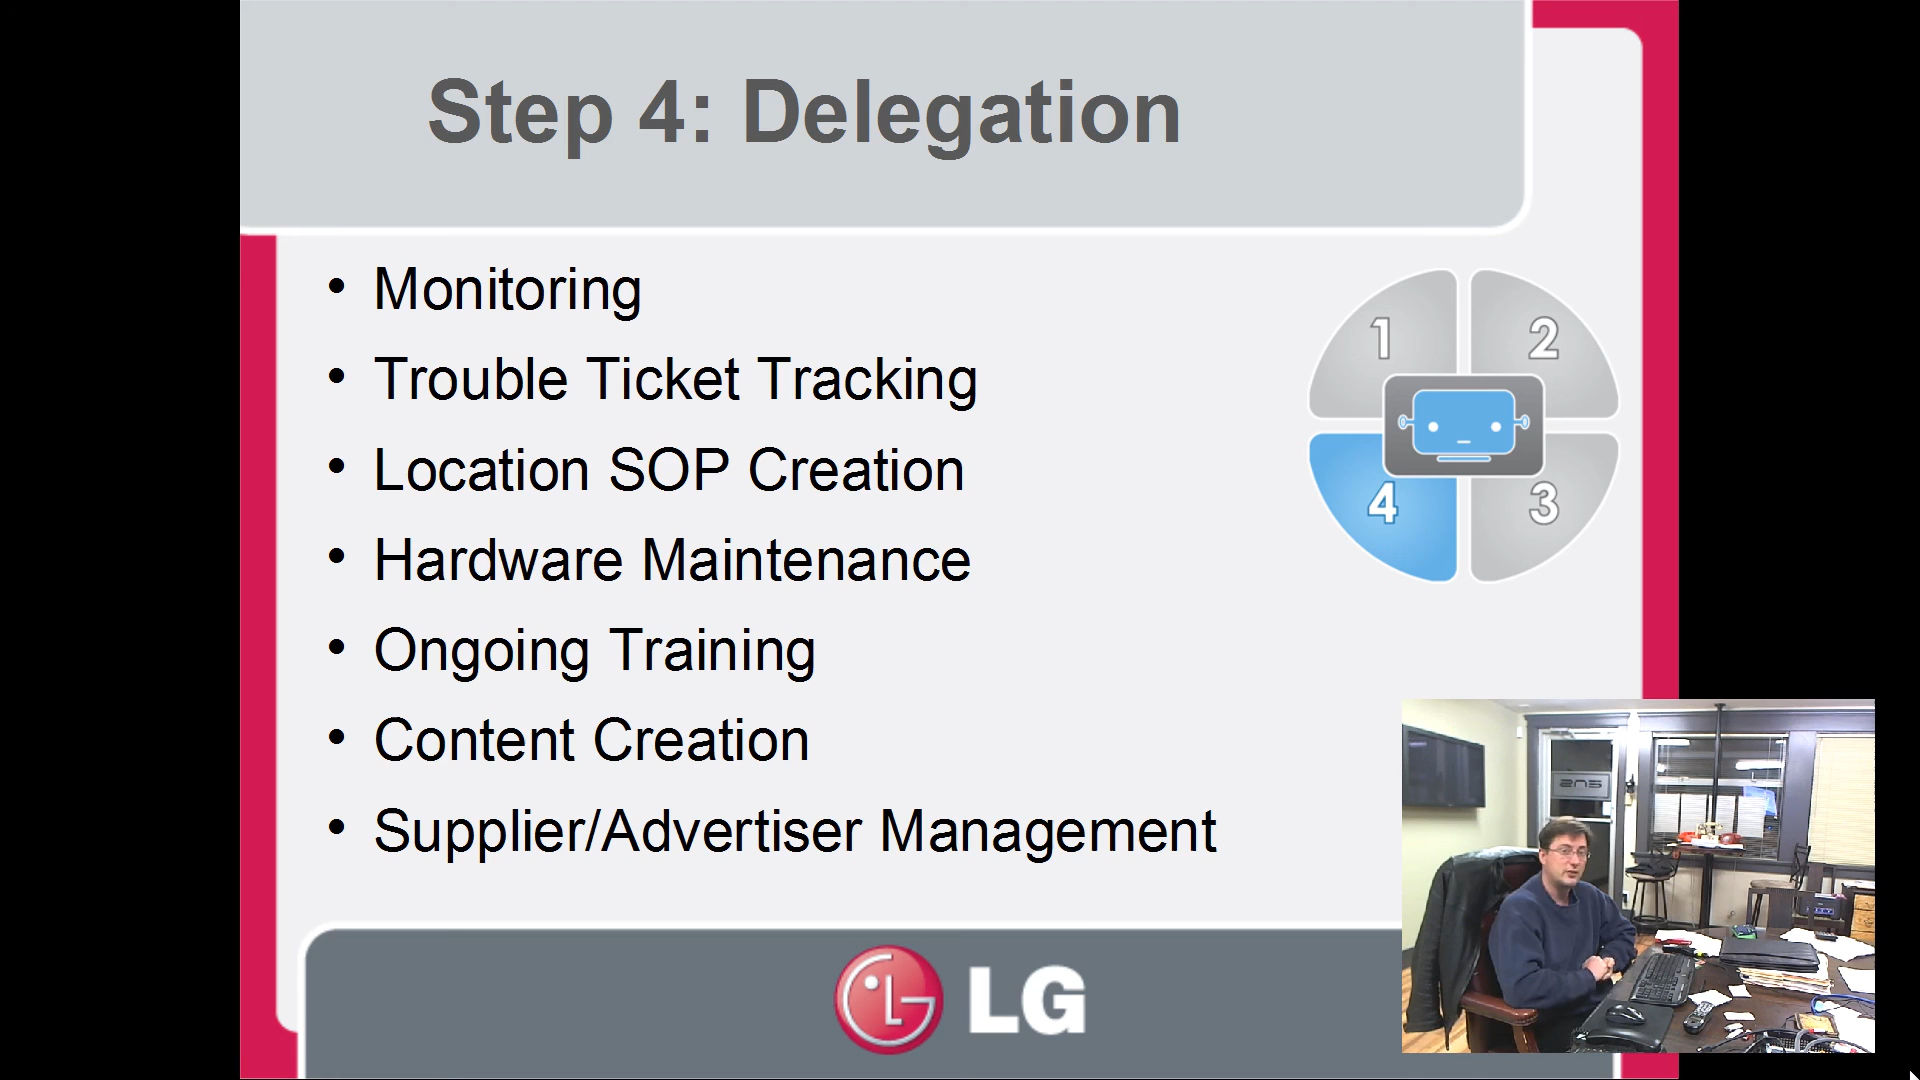 Step 4: Delegation
• Monitoring
• Trouble Ticket Tracking
• Location SOP Creation
• Hardware Maintenance
• Ongoing Training
• Content Creation
• Supplier/Advertiser Management
1 2
4 3
LG